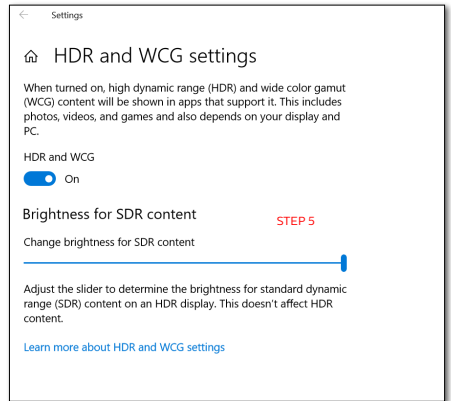 Settings
HDR and WCG settings
When turned on, high dynamic range (HDR) and wide color gamut
(WCG) content will be shown in apps that support it. This includes
photos, videos, and games and also depends on your display and
PC.
HDR and WCG
On
Brightness for SDR content
STEP 5
Change brightness for SDR content
Adjust the slider to determine the brightness for standard dynamic
range (SDR) content on an HDR display. This doesn't affect HDR
content.
Learn more about HDR and WCG settings